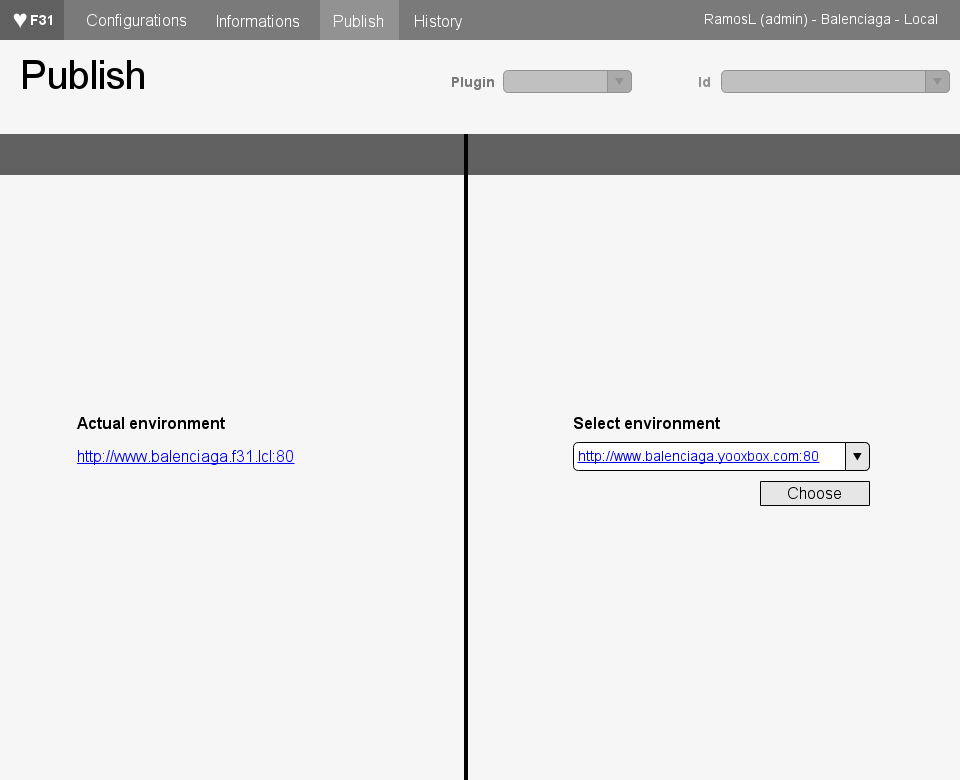 ♥ F31 Configurations Informations Publish History RamosL (admin) - Balenciaga - Local
Publish
Plugin Id
Actual environment
http://www.balenciaga.f31.lcl:80
Select environment
http://www.balenciaga.yooxbox.com:80
Choose